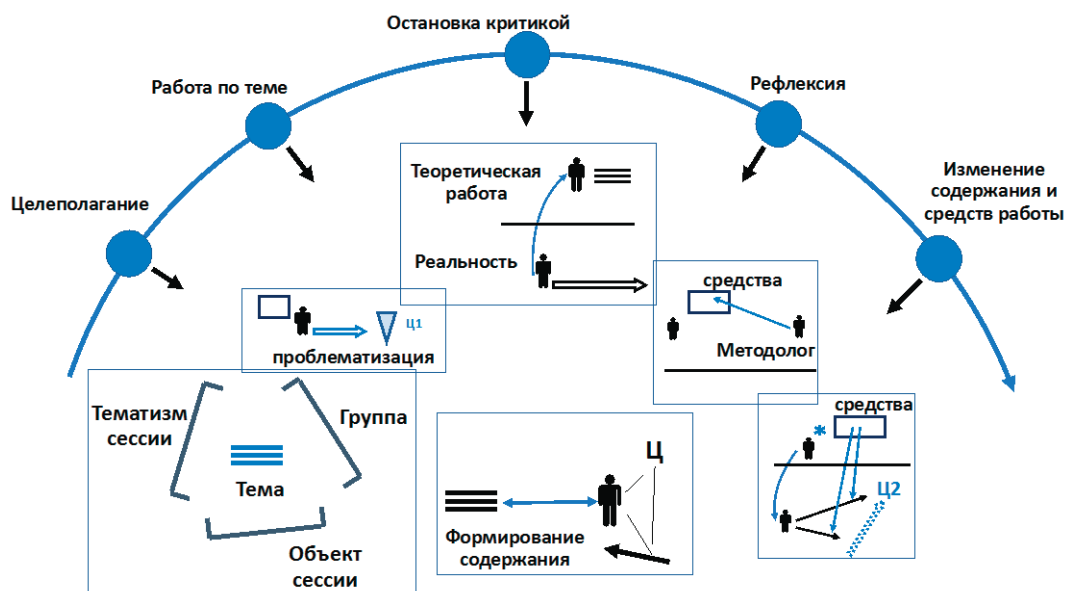 Остановка критикой
Работа по теме
Рефлексия
Целеполагание
Изменение
содержания и
средств работы
Теоретическая
работа
Реальность
средства
Методолог
Ц1
проблематизация
Тематизм
сессии
Группа
Тема
Объект
сессии
Ц
Формирование
содержания
средства
*
Ц2